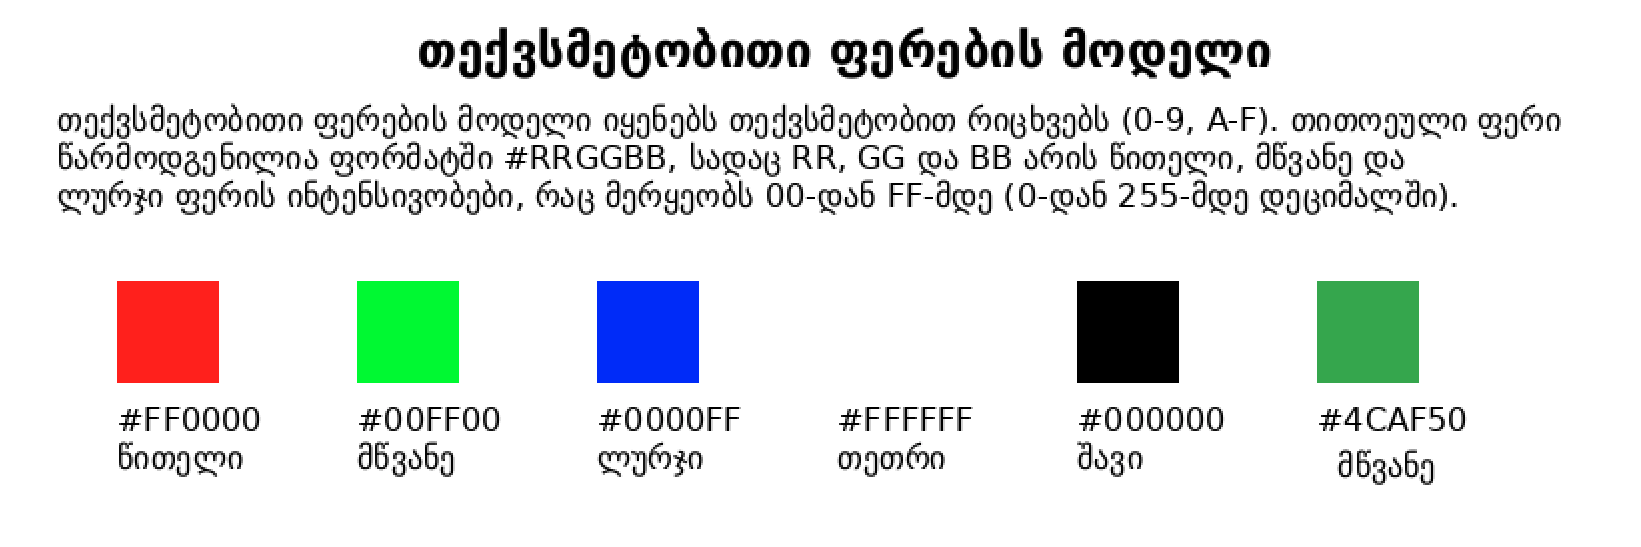 თექვსმეტობითი ფერების მოდელი
თექვსმეტობითი ფერების მოდელი იყენებს თექვსმეტობით რიცხვებს (0-9, A-F). თითოეული ფერი
წარმოდგენილია ფორმატში #RRGGBB, სადაც RR, GG და BB არის წითელი, მწვანე და
ლურჯი ფერის ინტენსივობები, რაც მერყეობს 00-დან FF-მდე (0-დან 255-მდე დეციმალში).
#FF0000 #00FF00 #0000FF #FFFFFF #000000 #4CAF50
წითელი მწვანე ლურჯი თეთრი შავი მწვანე